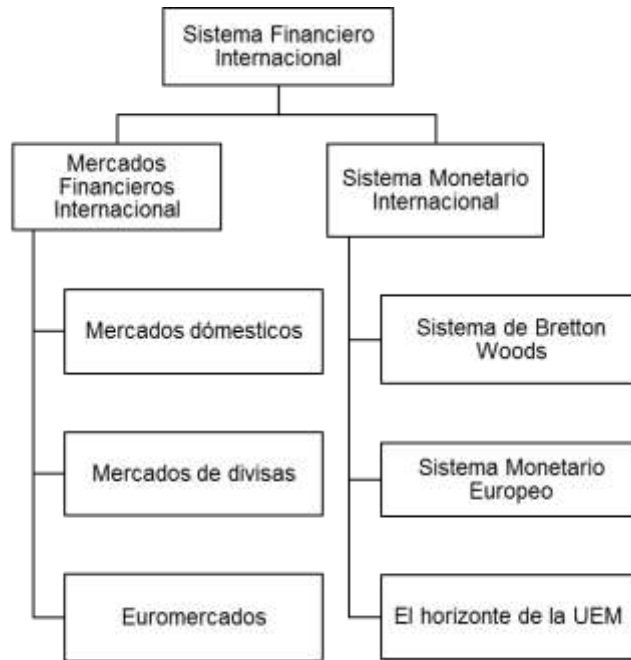 Sistema Financiero
Internacional
Mercados
Financieros
Internacional
Sistema Monetario
Internacional
Mercados dómesticos
Sistema de Bretton
Woods
Mercados de divisas
Sistema Monetario
Europeo
Euromercados
El horizonte de la UEM